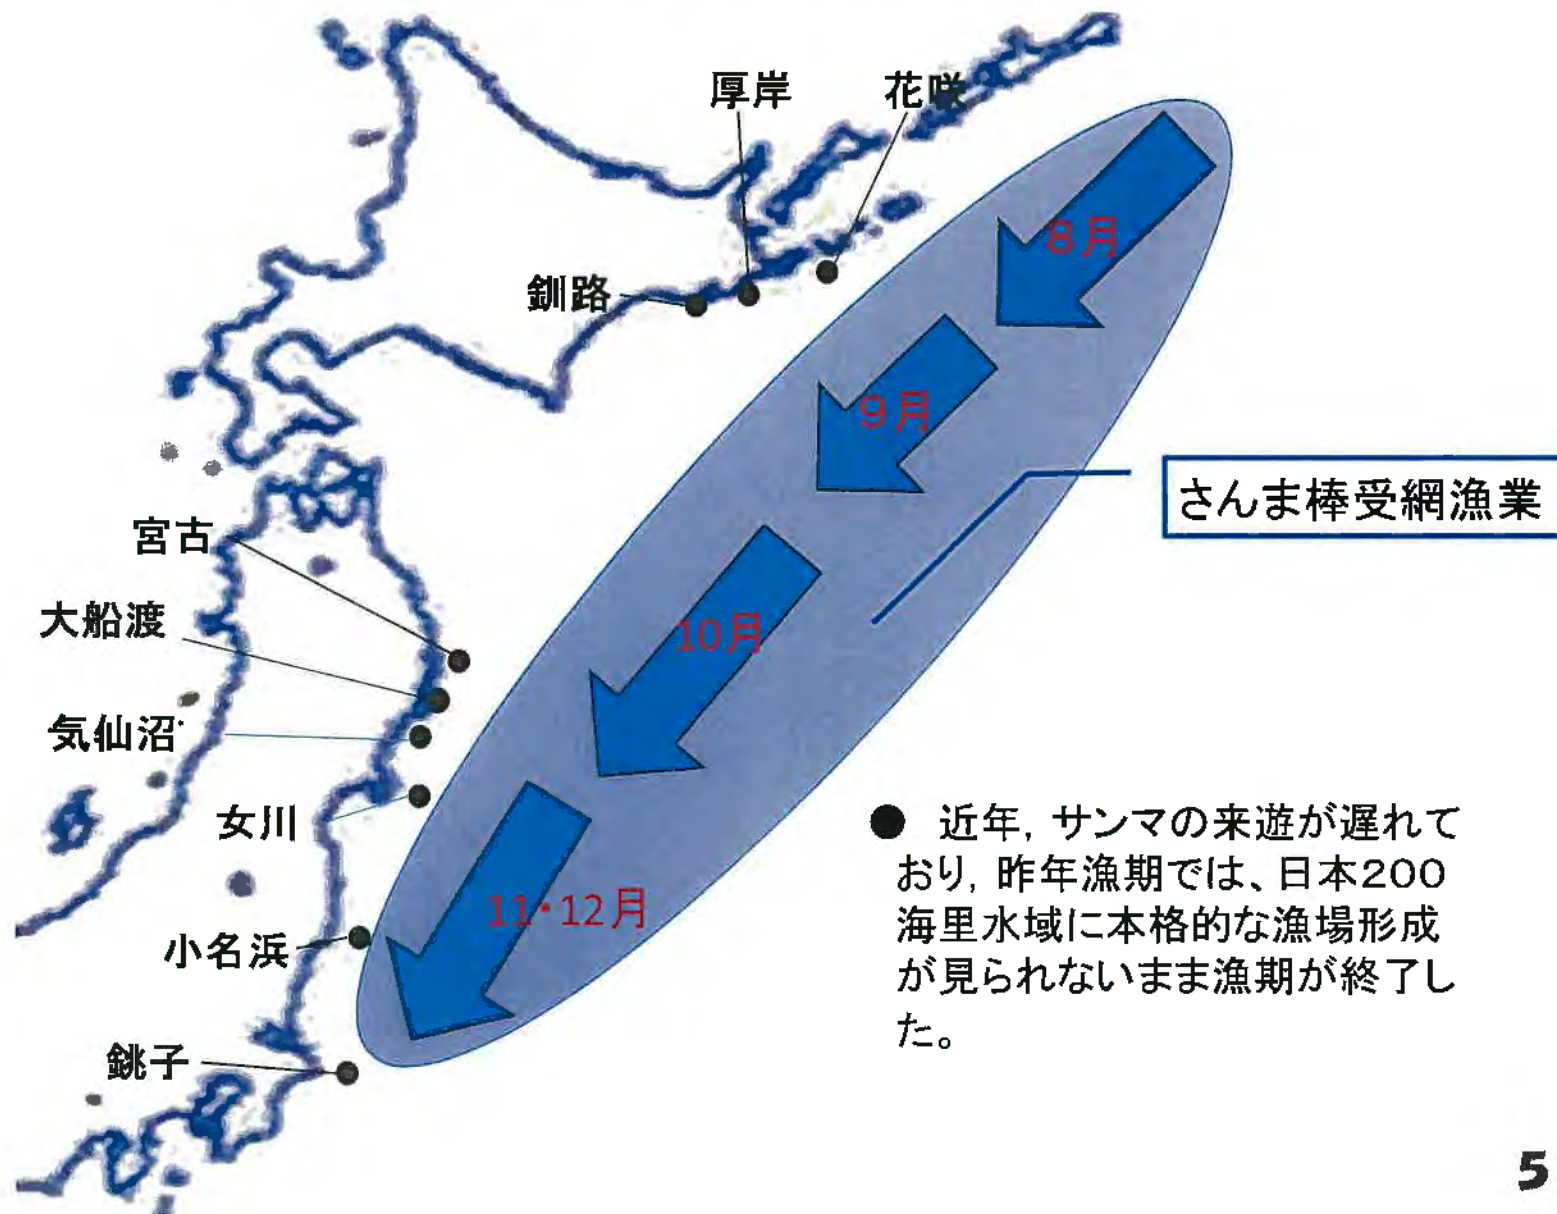 厚岸
花咲
8月
釧路
9月
さんま棒受網漁業
宮古
大船渡
10月
気仙沼
女川
11・12月
小名浜
銚子
● 近年, サンマの来遊が遅れて
おり, 昨年漁期では、日本200
海里水域に本格的な漁場形成
が見られないまま漁期が終了し
た。
5